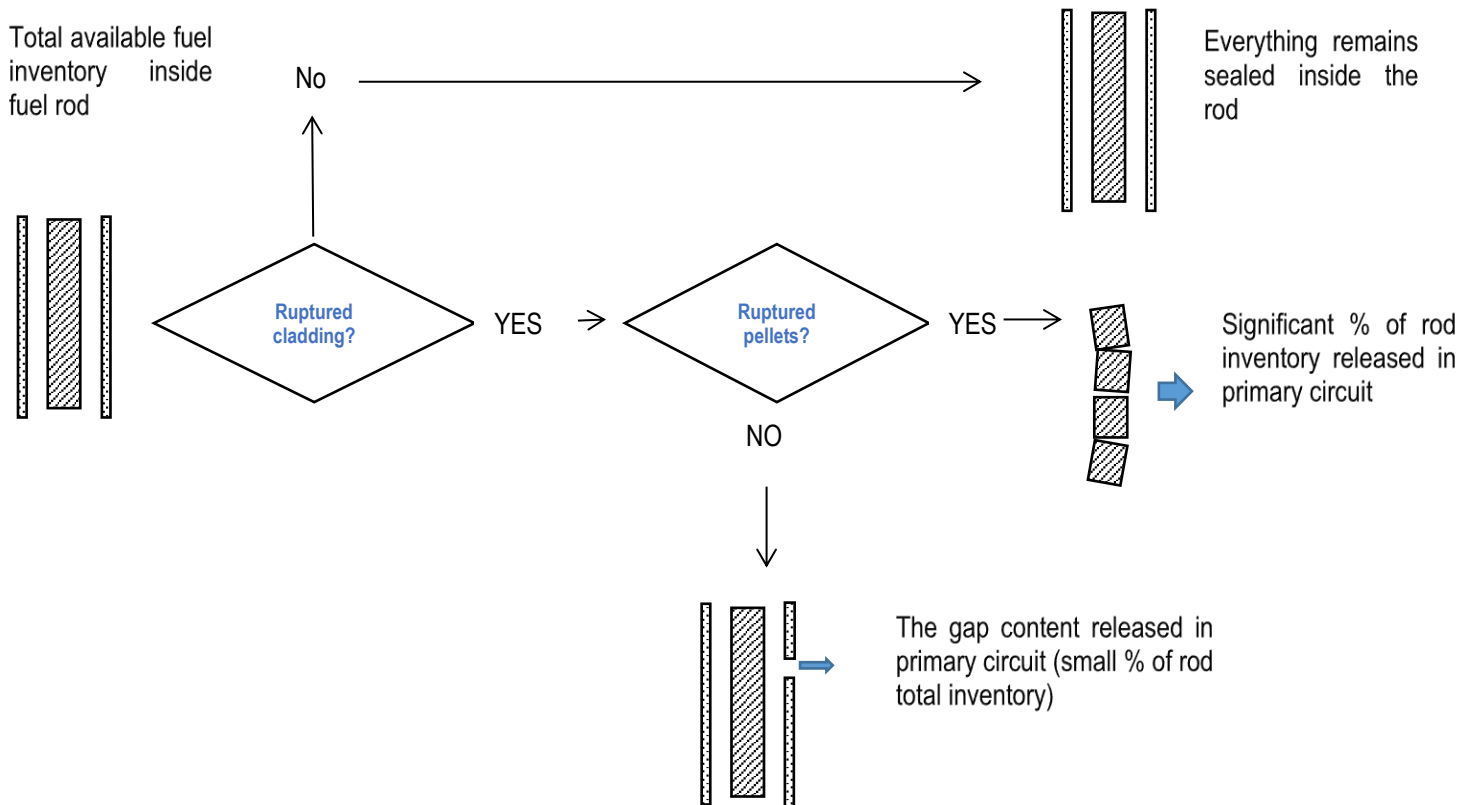 Total available fuel
inventory inside
fuel rod
No
Everything remains
sealed inside the
rod
Ruptured
cladding?
YES
Ruptured
pellets?
YES
Significant % of rod
inventory released in
primary circuit
NO
The gap content released in
primary circuit (small % of rod
total inventory)